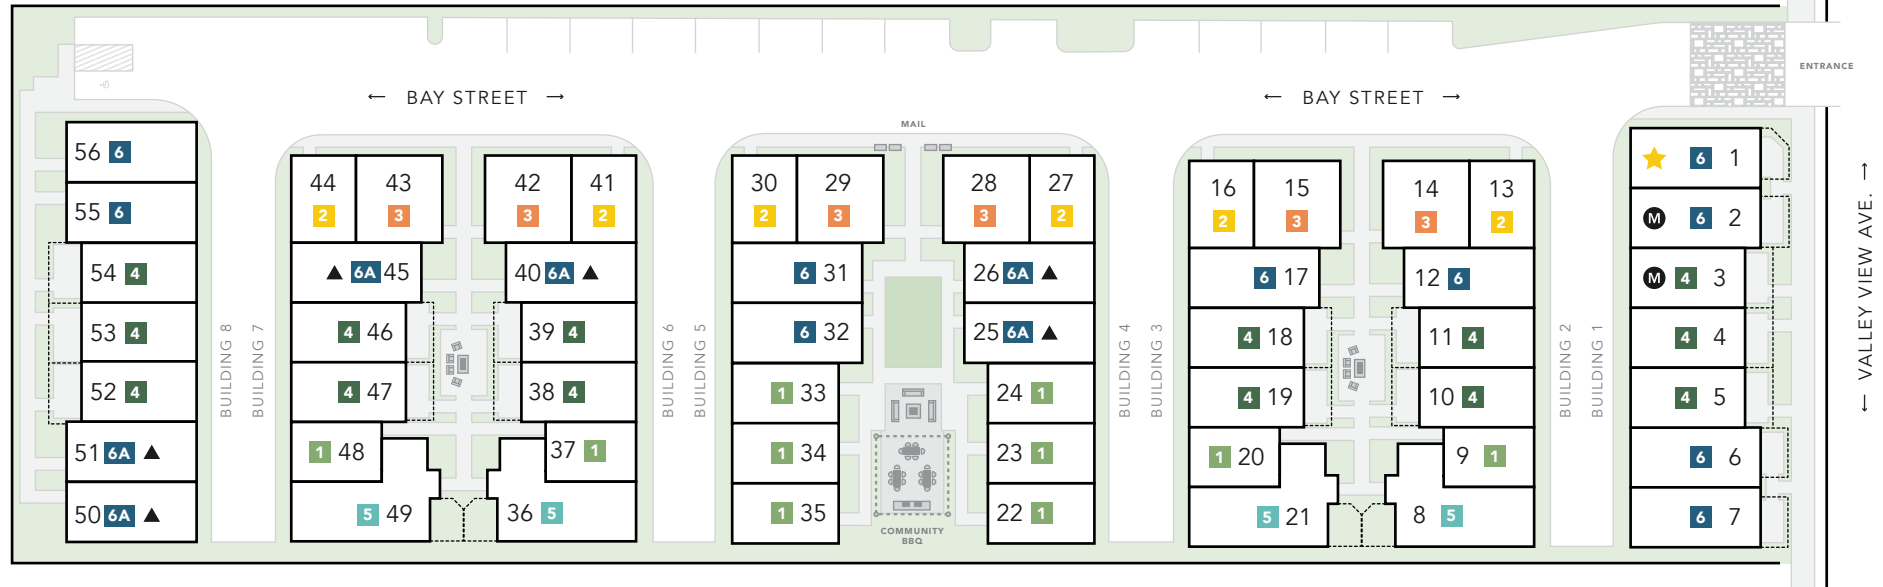 ENTRANCE
← BAY STREET →
← BAY STREET →
MAIL
← VALLEY VIEW AVE. →
56 6
55 6
54 4
53 4
52 4
51 6A ▲
50 6A ▲
BUILDING 8
BUILDING 7
44
2
43
3
42
3
41
2
▲ 6A 45
40 6A ▲
4 46
39 4
4 47
38 4
1 48
37 1
5 49
36 5
BUILDING 6
BUILDING 5
30
2
29
3
28
3
27
2
6 31
26 6A ▲
6 32
25 6A ▲
1 33
24 1
1 34
23 1
1 35
22 1
COMMUNITY
BBQ
BUILDING 4
BUILDING 3
16
2
15
3
14
3
13
2
6 17
12 6
4 18
11 4
4 19
10 4
1 20
9 1
5 21
8 5
BUILDING 2
BUILDING 1
★ 6 1
M 6 2
M 4 3
4 4
4 5
6 6
6 7